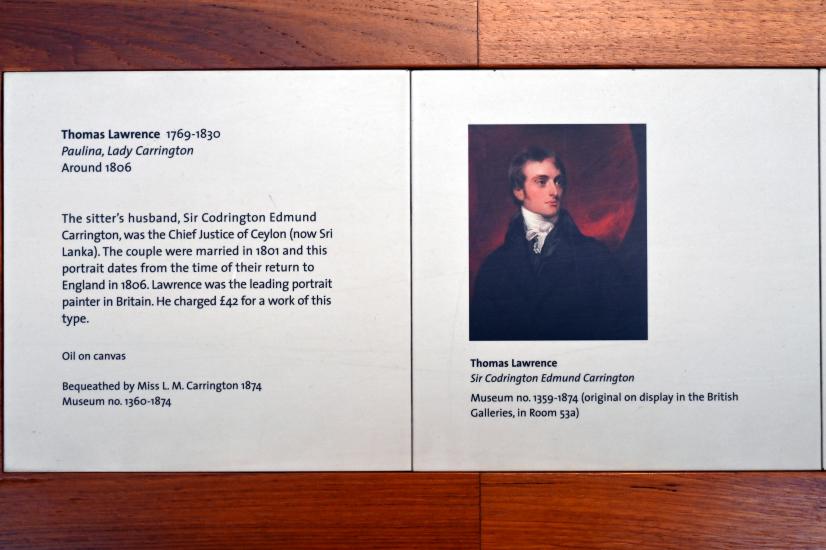 Thomas Lawrence 1769-1830
Paulina, Lady Carrington
Around 1806
The sitter's husband, Sir Codrington Edmund
Carrington, was the Chief Justice of Ceylon (now Sri
Lanka). The couple were married in 1801 and this
portrait dates from the time of their return to
England in 1806. Lawrence was the leading portrait
painter in Britain. He charged £42 for a work of this
type.
Oil on canvas
Bequeathed by Miss L. M. Carrington 1874
Museum no. 1360-1874
Thomas Lawrence
Sir Codrington Edmund Carrington
Museum no. 1359-1874 (original on display in the British
Galleries, in Room 53a)